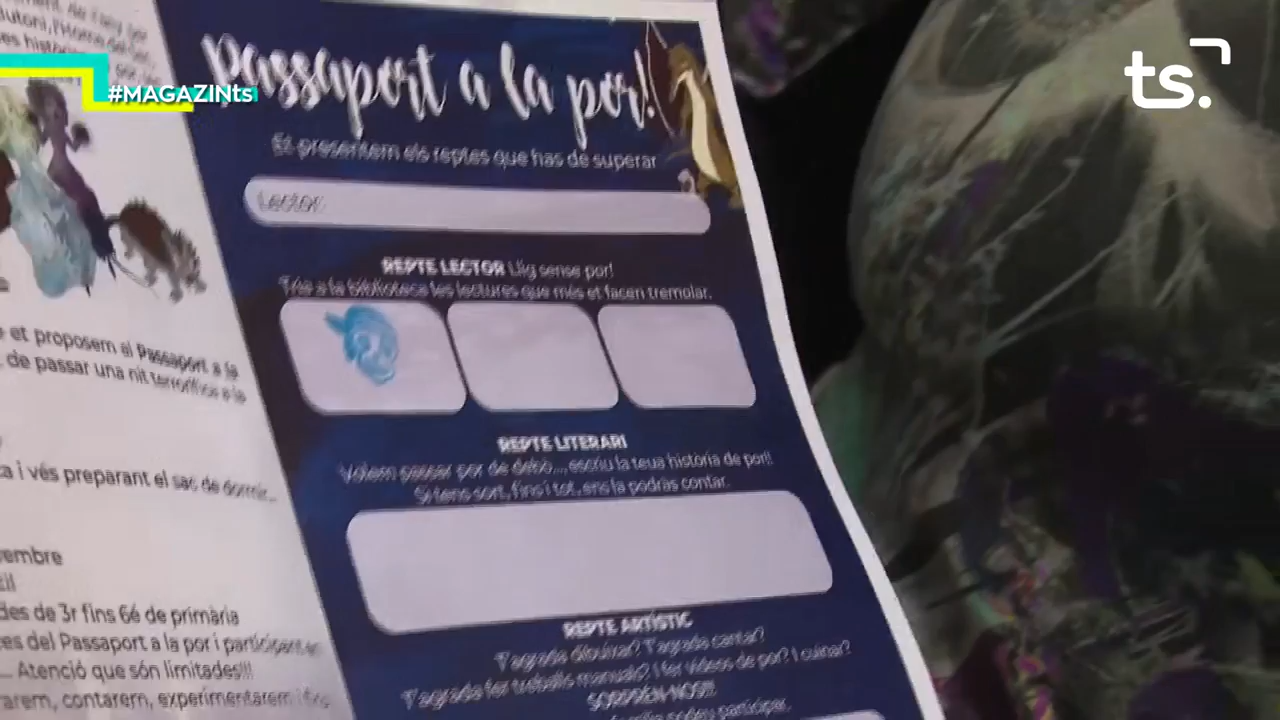 #MAGAZINts
ts.
passaport a la por!
Et presentem els reptes que has de superar
Lector:
REPTE LECTOR Llig sense por!
Tria a la biblioteca les lectures que més et facen tremolar.
REPTE LITERARI
Volem passar por de debò.... escriu la teua història de por!!
Si tens sort, fins i tot, ens la podràs contar.
REPTE ARTÍSTIC
T'agrada dibuixar? T'agrada cantar?
T'agrada fer treballs manuals? I fer vídeos de por? I cuinar?
SORPRÈN-NOS!!!
podeu participar.
et proposem el Passaport a la
de passar una nit terrorífica a la
a i vés preparant el sac de dormir...
vembre
des de 3r fins 6é de primària
es del Passaport a la por i participant
... Atenció que són limitades!!!
arem, contarem, experimentarem i